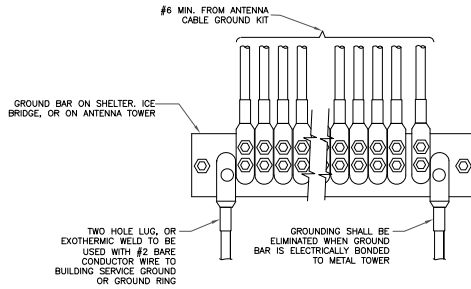 #6 MIN. FROM ANTENNA
CABLE GROUND KIT
GROUND BAR ON SHELTER. ICE
BRIDGE, OR ON ANTENNA TOWER
TWO HOLE LUG, OR
EXOTHERMIC WELD TO BE
USED WITH #2 BARE
CONDUCTOR WIRE TO
BUILDING SERVICE GROUND
OR GROUND RING
GROUNDING SHALL BE
ELIMINATED WHEN GROUND
BAR IS ELECTRICALLY BONDED
TO METAL TOWER